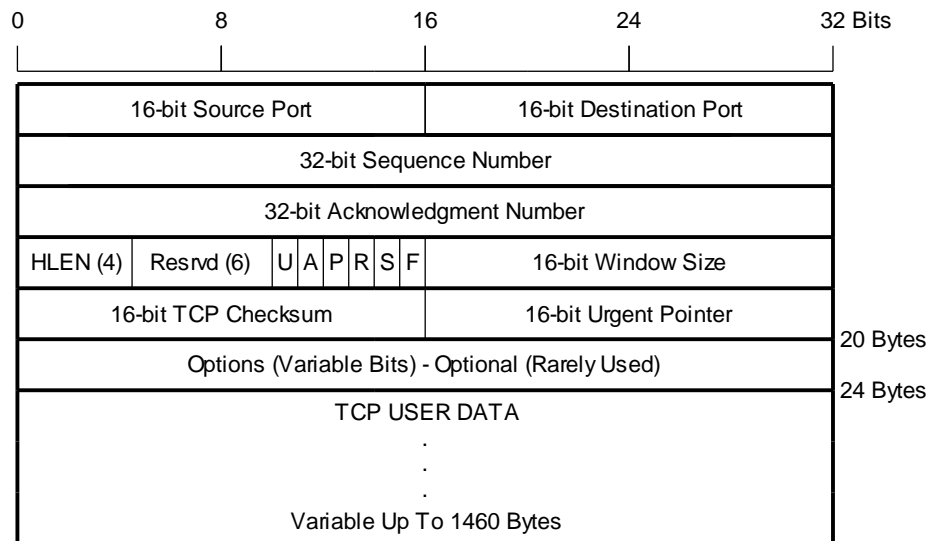 0 8 16 24 32 Bits
16-bit Source Port 16-bit Destination Port
32-bit Sequence Number
32-bit Acknowledgment Number
HLEN (4) Resrvd (6) U A P R S F 16-bit Window Size
16-bit TCP Checksum 16-bit Urgent Pointer
20 Bytes
Options (Variable Bits) - Optional (Rarely Used)
24 Bytes
TCP USER DATA
.
.
.
Variable Up To 1460 Bytes